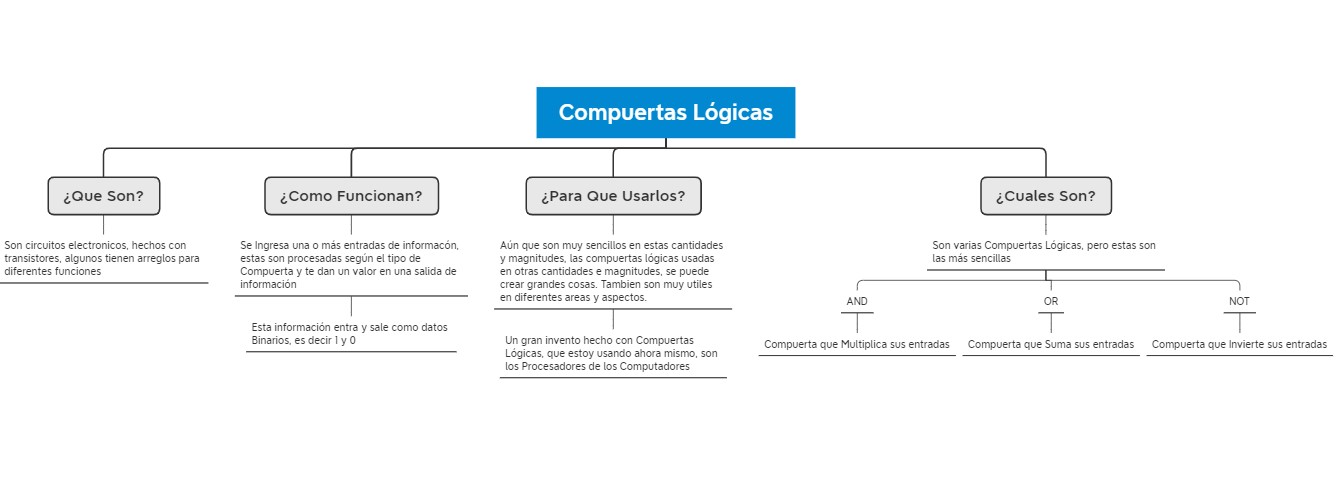 Compuertas Lógicas
¿Que Son?
Son circuitos electronicos, hechos con
transistores, algunos tienen arreglos para
diferentes funciones
¿Como Funcionan?
Se Ingresa una o más entradas de informacón,
estas son procesadas según el tipo de
Compuerta y te dan un valor en una salida de
información
Esta información entra y sale como datos
Binarios, es decir 1 y 0
¿Para Que Usarlos?
Aún que son muy sencillos en estas cantidades
y magnitudes, las compuertas lógicas usadas
en otras cantidades e magnitudes, se puede
crear grandes cosas. Tambien son muy utiles
en diferentes areas y aspectos.
Un gran invento hecho con Compuertas
Lógicas, que estoy usando ahora mismo, son
los Procesadores de los Computadores
¿Cuales Son?
Son varias Compuertas Lógicas, pero estas son
las más sencillas
AND
Compuerta que Multiplica sus entradas
OR
Compuerta que Suma sus entradas
NOT
Compuerta que Invierte sus entradas